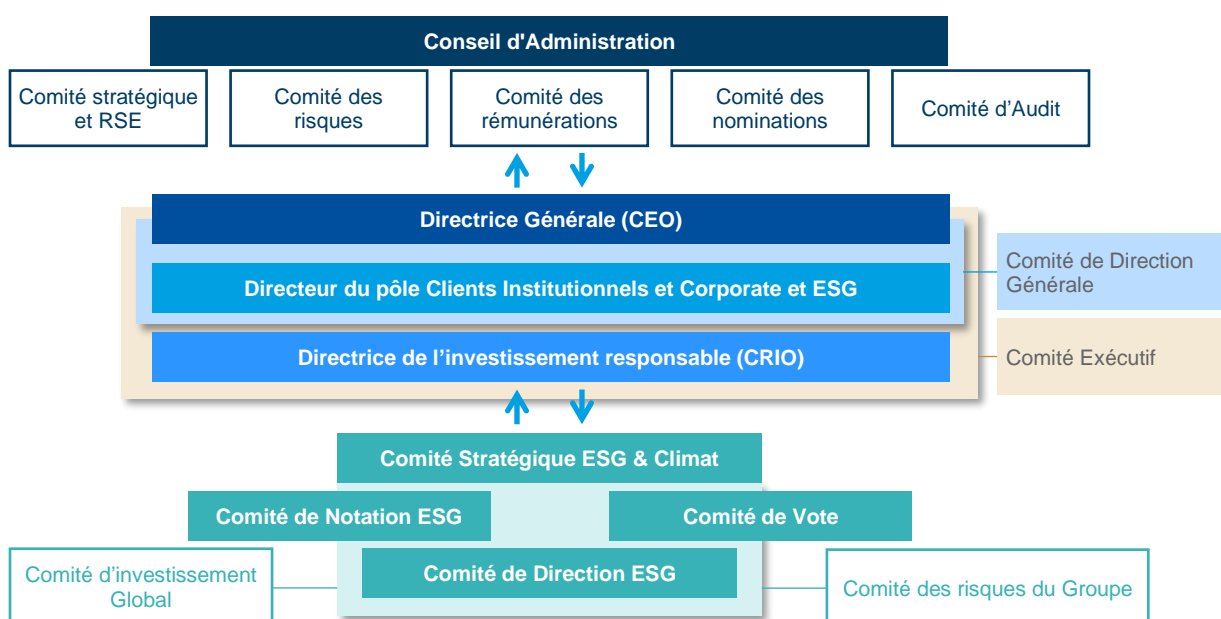 Conseil d'Administration
Comité stratégique
et RSE
Comité des
risques
Comité des
rémunérations
Comité des
nominations
Comité d’Audit
Directrice Générale (CEO)
Directeur du pôle Clients Institutionnels et Corporate et ESG
Comité de Direction
Générale
Directrice de l’investissement responsable (CRIO)
Comité Exécutif
Comité Stratégique ESG & Climat
Comité de Notation ESG
Comité de Vote
Comité de Direction ESG
Comité d’investissement
Global
Comité des risques du Groupe